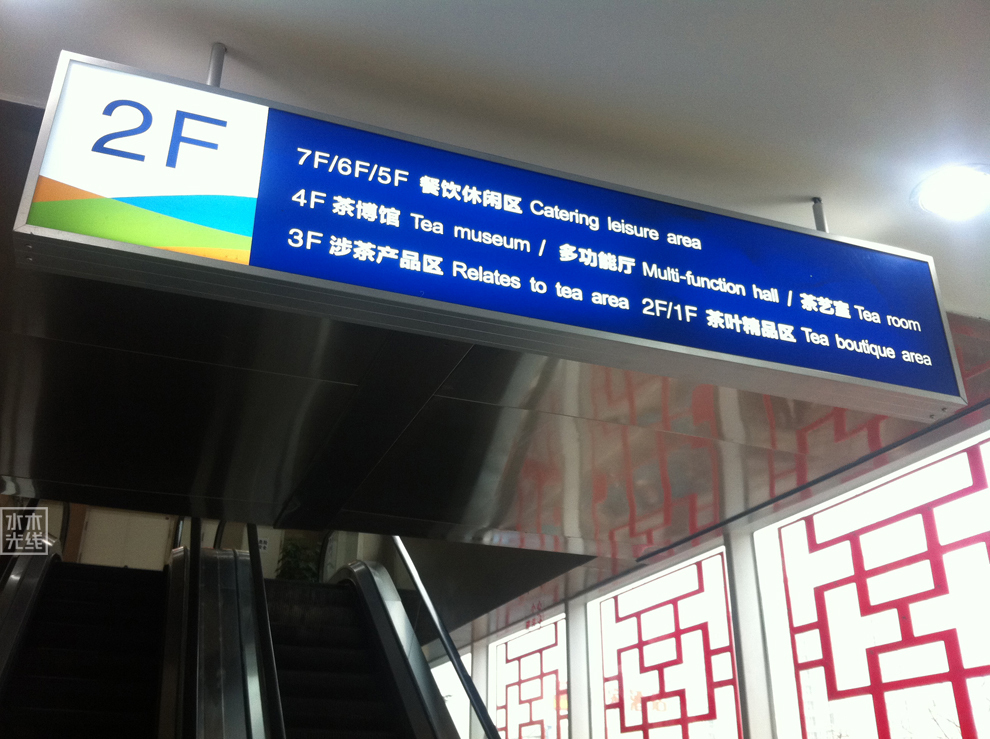 2F
7F/6F/5F 餐饮休闲区 Catering leisure area
4F 茶博馆 Tea museum / 多功能厅 Multi-function hall / 茶艺室 Tea room
3F 涉茶产品区 Relates to tea area 2F/1F 茶叶精品区 Tea boutique area
水木
光线